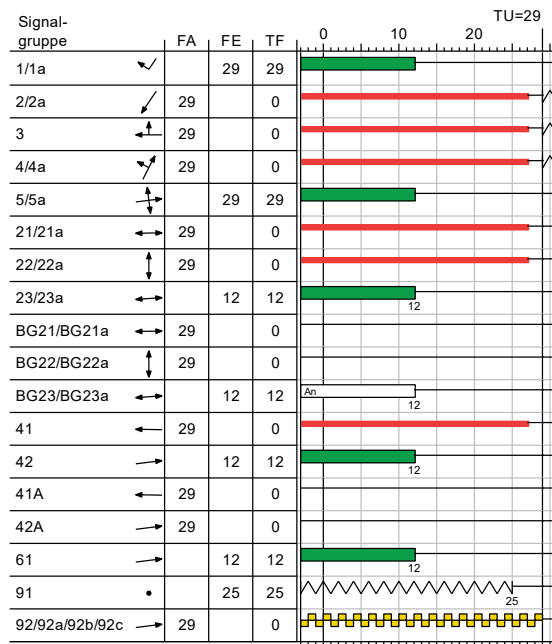 TU=29
Signal-
gruppe FA FE TF 0 10 20
1/1a 29 29
2/2a 29 0
3 29 0
4/4a 29 0
5/5a 29 29
21/21a 29 0
22/22a 29 0
23/23a 12 12 12
BG21/BG21a 29 0
BG22/BG22a 29 0
BG23/BG23a 12 12 An 12
41 29 0
42 12 12 12
41A 29 0
42A 29 0
61 12 12 12
91 25 25 25
92/92a/92b/92c 29 0